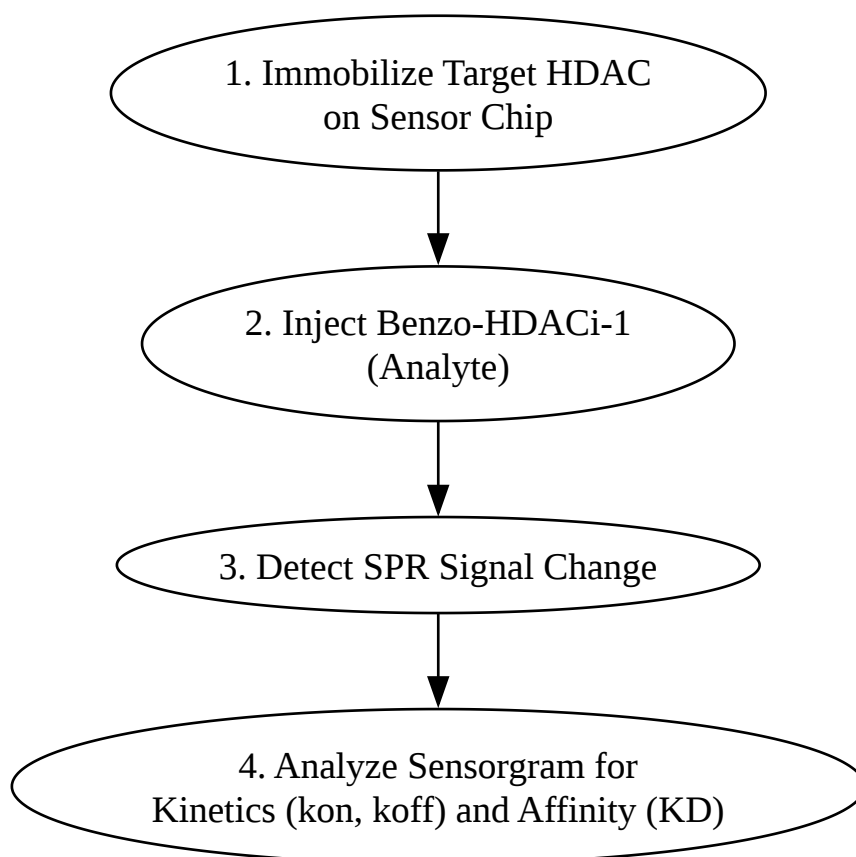 1. Immobilize Target HDAC
on Sensor Chip
2. Inject Benzo-HDACi-1
(Analyte)
3. Detect SPR Signal Change
4. Analyze Sensorgram for
Kinetics (kon, koff) and Affinity (KD)